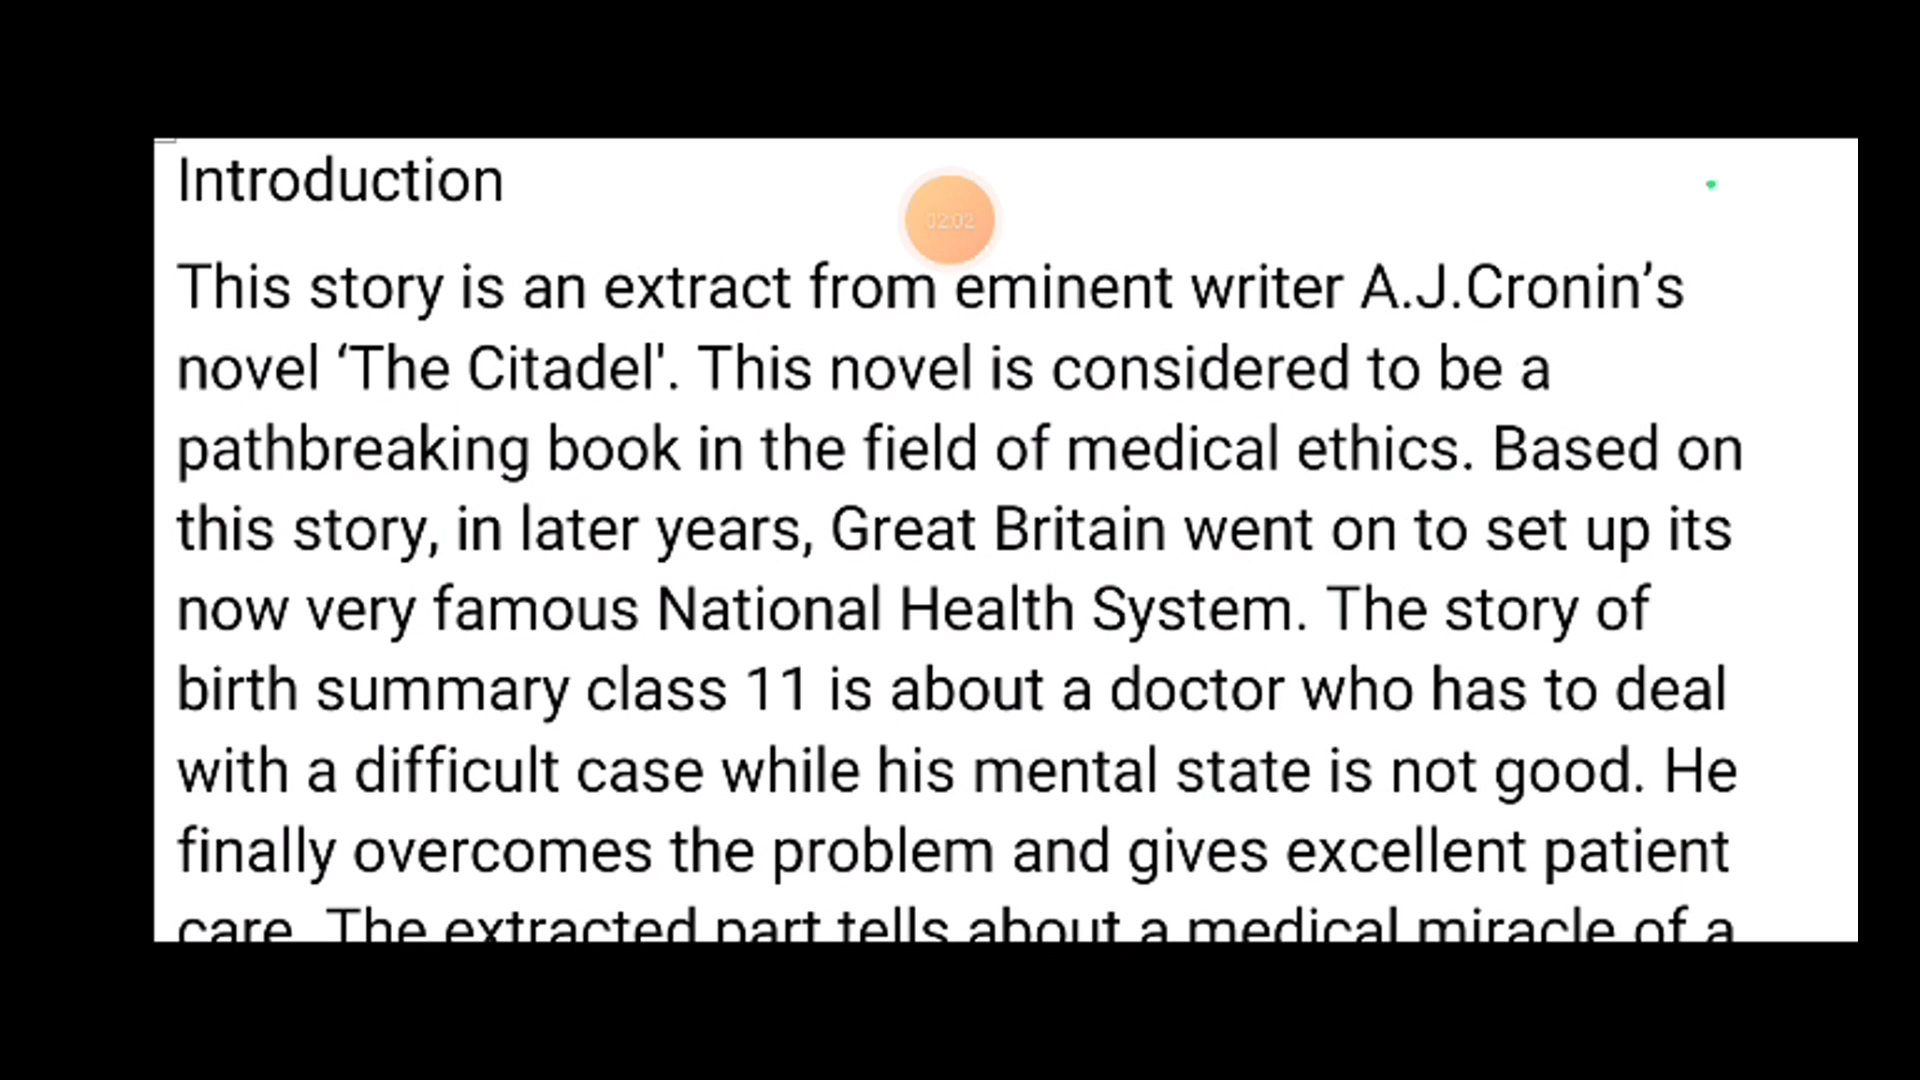 Introduction
02:02
This story is an extract from eminent writer A.J.Cronin’s
novel ‘The Citadel'. This novel is considered to be a
pathbreaking book in the field of medical ethics. Based on
this story, in later years, Great Britain went on to set up its
now very famous National Health System. The story of
birth summary class 11 is about a doctor who has to deal
with a difficult case while his mental state is not good. He
finally overcomes the problem and gives excellent patient
care. The extracted part tells about a medical miracle of a